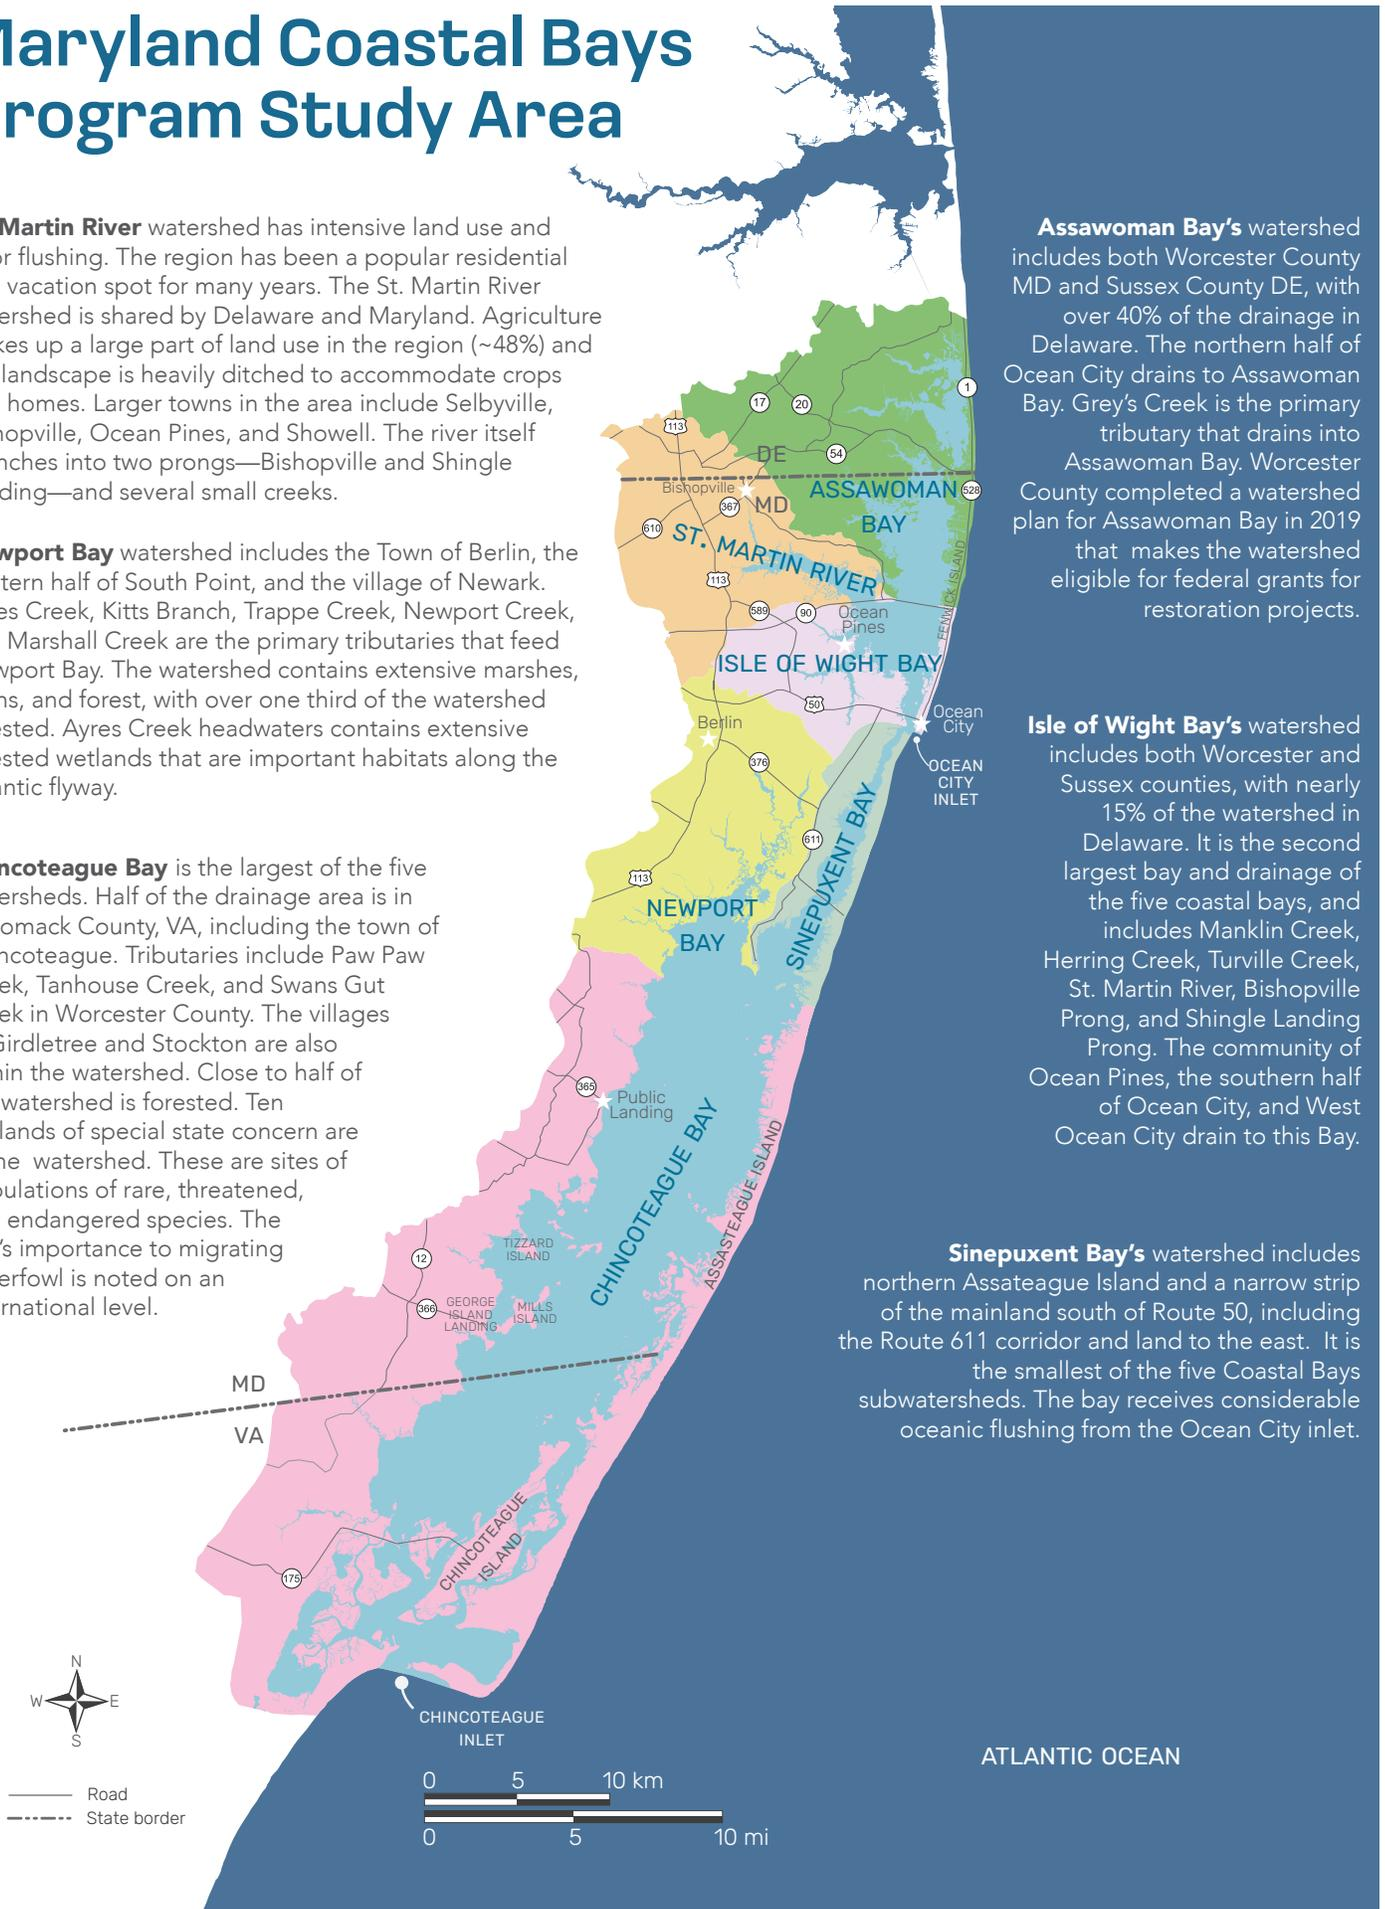 Maryland Coastal Bays
rogram Study Area
Martin River watershed has intensive land use and
or flushing. The region has been a popular residential
vacation spot for many years. The St. Martin River
ershed is shared by Delaware and Maryland. Agriculture
kes up a large part of land use in the region (~48%) and
landscape is heavily ditched to accommodate crops
homes. Larger towns in the area include Selbyville,
hopville, Ocean Pines, and Showell. The river itself
nches into two prongs—Bishopville and Shingle
ding—and several small creeks.
wport Bay watershed includes the Town of Berlin, the
tern half of South Point, and the village of Newark.
es Creek, Kitts Branch, Trappe Creek, Newport Creek,
Marshall Creek are the primary tributaries that feed
wport Bay. The watershed contains extensive marshes,
ns, and forest, with over one third of the watershed
ested. Ayres Creek headwaters contains extensive
ested wetlands that are important habitats along the
antic flyway.
ncoteague Bay is the largest of the five
ersheds. Half of the drainage area is in
omack County, VA, including the town of
ncoteague. Tributaries include Paw Paw
ek, Tanhouse Creek, and Swans Gut
ek in Worcester County. The villages
Girdletree and Stockton are also
hin the watershed. Close to half of
watershed is forested. Ten
lands of special state concern are
he  watershed. These are sites of
pulations of rare, threatened,
endangered species. The
's importance to migrating
erfowl is noted on an
rnational level.
Assawoman Bay's watershed
includes both Worcester County
MD and Sussex County DE, with
over 40% of the drainage in
Delaware. The northern half of
Ocean City drains to Assawoman
Bay. Grey's Creek is the primary
tributary that drains into
Assawoman Bay. Worcester
County completed a watershed
plan for Assawoman Bay in 2019
that  makes the watershed
eligible for federal grants for
restoration projects.
Isle of Wight Bay's watershed
includes both Worcester and
Sussex counties, with nearly
15% of the watershed in
Delaware. It is the second
largest bay and drainage of
the five coastal bays, and
includes Manklin Creek,
Herring Creek, Turville Creek,
St. Martin River, Bishopville
Prong, and Shingle Landing
Prong. The community of
Ocean Pines, the southern half
of Ocean City, and West
Ocean City drain to this Bay.
Sinepuxent Bay's watershed includes
northern Assateague Island and a narrow strip
of the mainland south of Route 50, including
the Route 611 corridor and land to the east.  It is
the smallest of the five Coastal Bays
subwatersheds. The bay receives considerable
oceanic flushing from the Ocean City inlet.
1
17
20
113
54
DE
Bishopville
MD
367
ASSAWOMAN
BAY
528
610
ST. MARTIN RIVER
113
FENWICK ISLAND
589
90
Ocean
Pines
ISLE OF WIGHT BAY
50
Ocean
City
Berlin
376
OCEAN
CITY
INLET
611
SINEPUXENT BAY
113
NEWPORT
BAY
365
Public
Landing
CHINCOTEAGUE BAY
ASSASTEAGUE ISLAND
TIZZARD
ISLAND
12
366
GEORGE
ISLAND
LANDING
MILLS
ISLAND
MD
VA
CHINCOTEAGUE
ISLAND
175
CHINCOTEAGUE
INLET
ATLANTIC OCEAN
N
W
E
S
Road
State border
0 5 10 km
0 5 10 mi